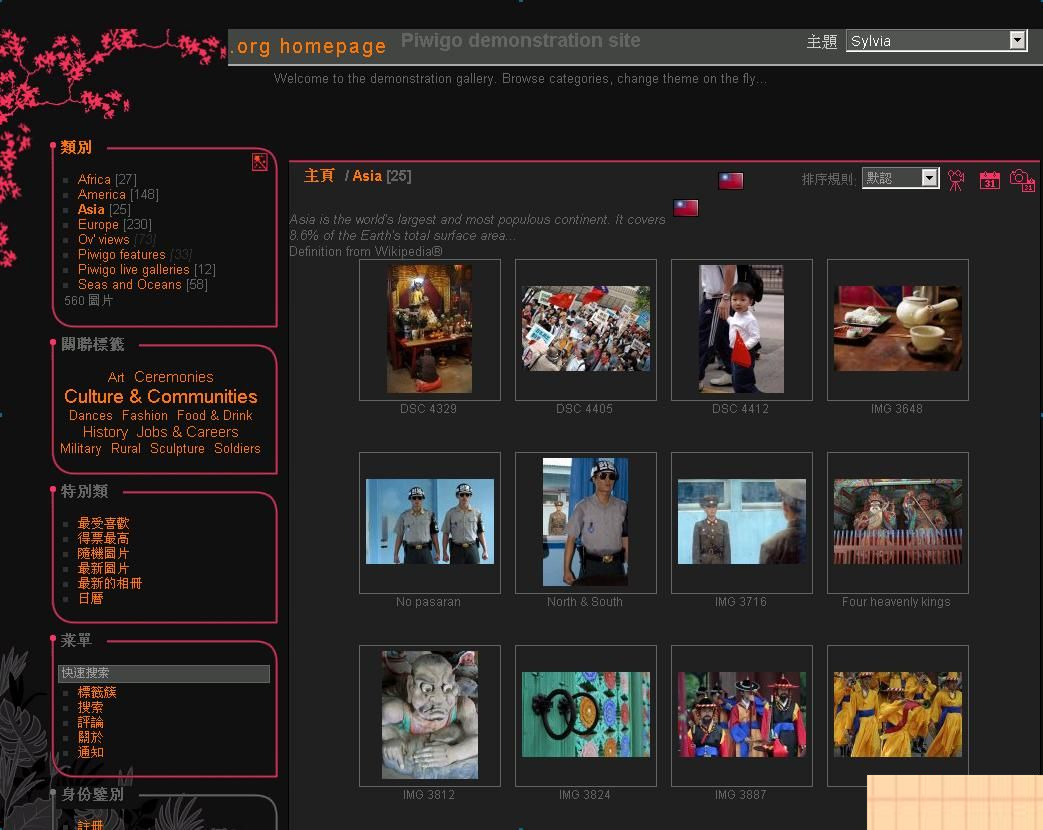 .org homepage
Piwigo demonstration site
主題 Sylvia
Welcome to the demonstration gallery. Browse categories, change theme on the fly...
類別
Africa [27]
America [148]
Asia [25]
Europe [230]
Ov' views [73]
Piwigo features [33]
Piwigo live galleries [12]
Seas and Oceans [58]
560 圖片
關聯標籤
Art Ceremonies
Culture & Communities
Dances Fashion Food & Drink
History Jobs & Careers
Military Rural Sculpture Soldiers
特別類
最受喜歡
得票最高
隨機圖片
最新圖片
最新的相冊
日曆
菜單
快速搜索
標籤簇
搜索
評論
關於
通知
身份鑒別
註冊
主頁 / Asia [25]
排序規則: 默認
31
21
Asia is the world's largest and most populous continent. It covers
8.6% of the Earth's total surface area...
Definition from Wikipedia®
DSC 4329
DSC 4405
DSC 4412
IMG 3648
No pasaran
North & South
IMG 3716
Four heavenly kings
IMG 3812
IMG 3824
IMG 3887